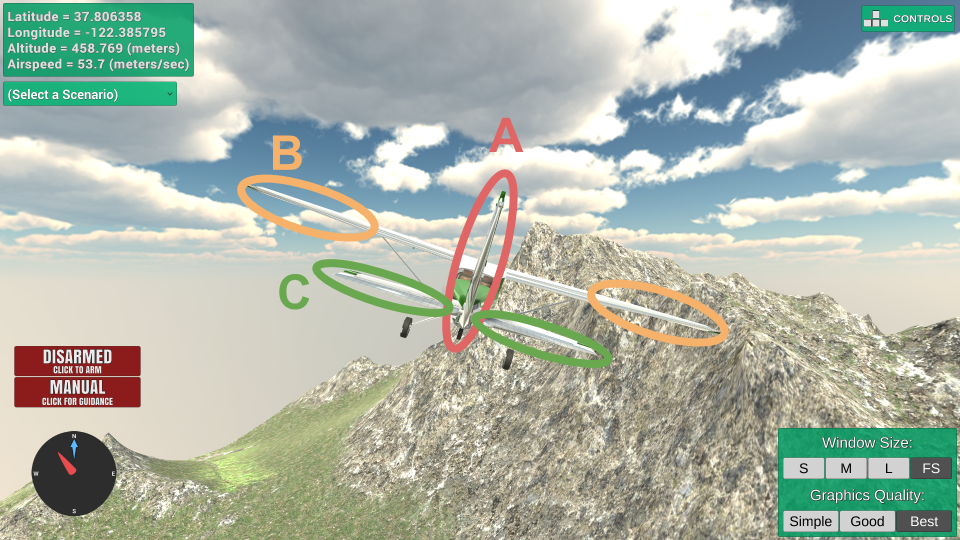 Latitude = 37.806358
Longitude = -122.385795
Altitude = 458.769 (meters)
Airspeed = 53.7 (meters/sec)
(Select a Scenario)
CONTROLS
A
B
C
DISARMED
CLICK TO ARM
MANUAL
CLICK FOR GUIDANCE
N
W E
S
Window Size:
S M L FS
Graphics Quality:
Simple Good Best